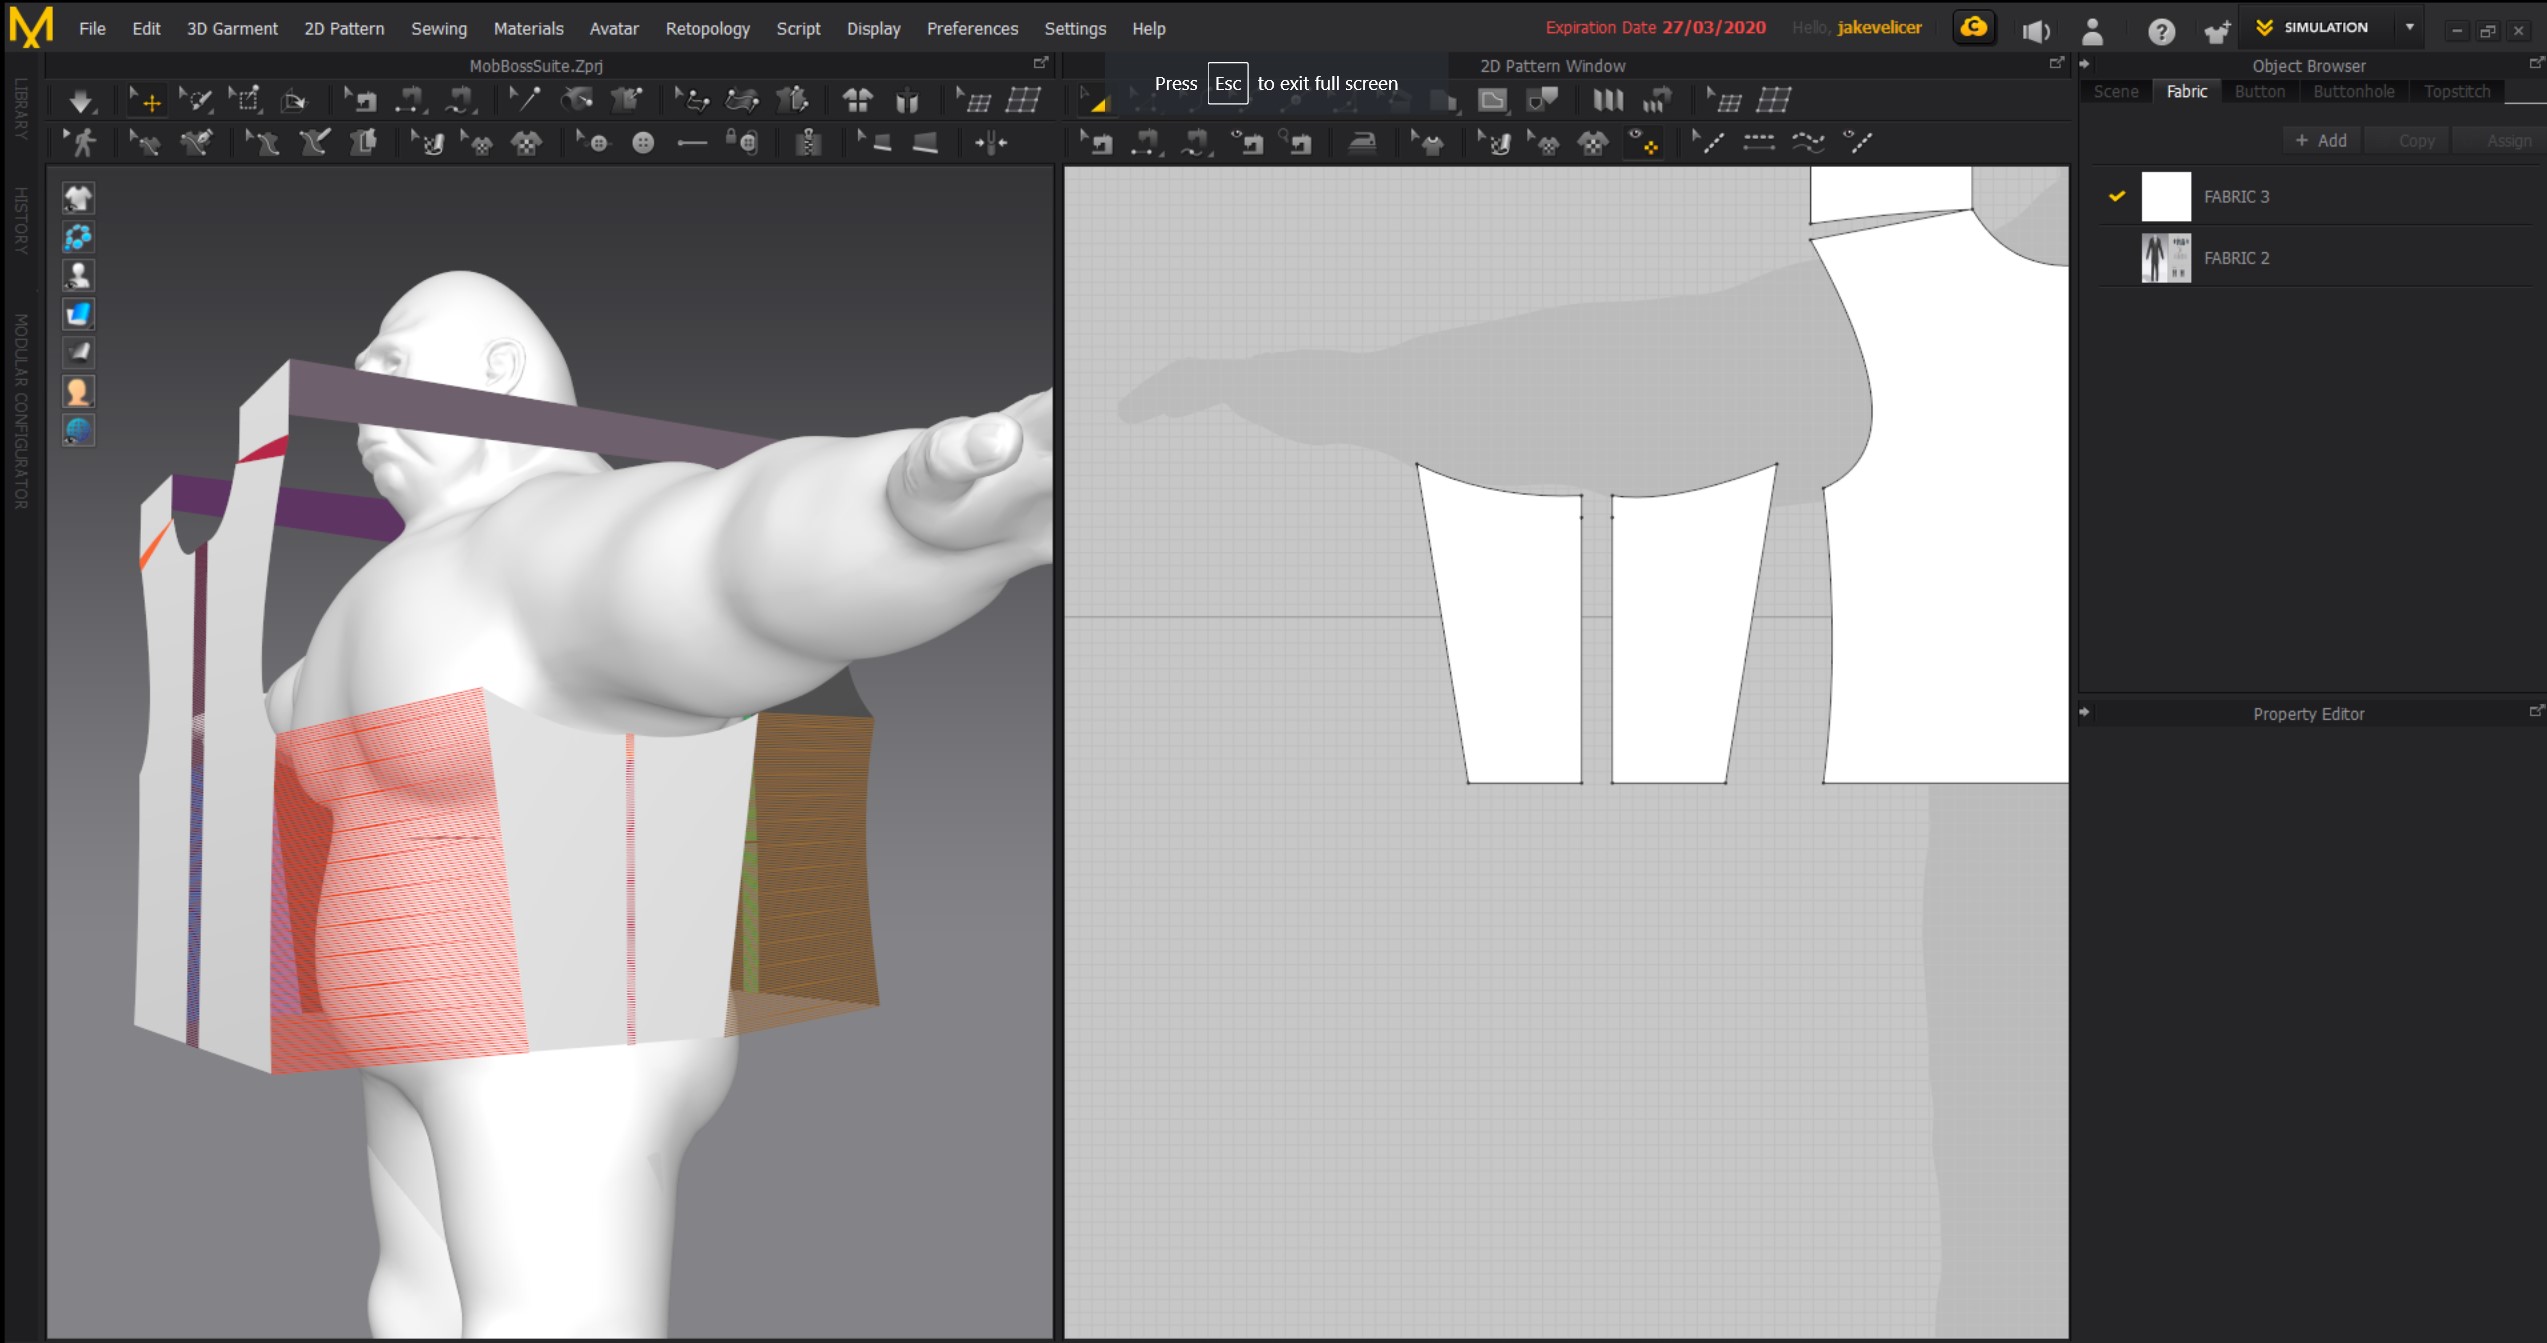 File Edit 3D Garment 2D Pattern Sewing Materials Avatar Retopology Script Display Preferences Settings Help
Expiration Date 27/03/2020 Hello, jakevelicer
SIMULATION
MobBossSuite.Zprj
Press Esc to exit full screen
2D Pattern Window
Object Browser
Scene Fabric Button Buttonhole Topstitch
+ Add Copy Assign
FABRIC 3
FABRIC 2
Property Editor
LIBRARY
HISTORY
MODULAR CONFIGURATOR